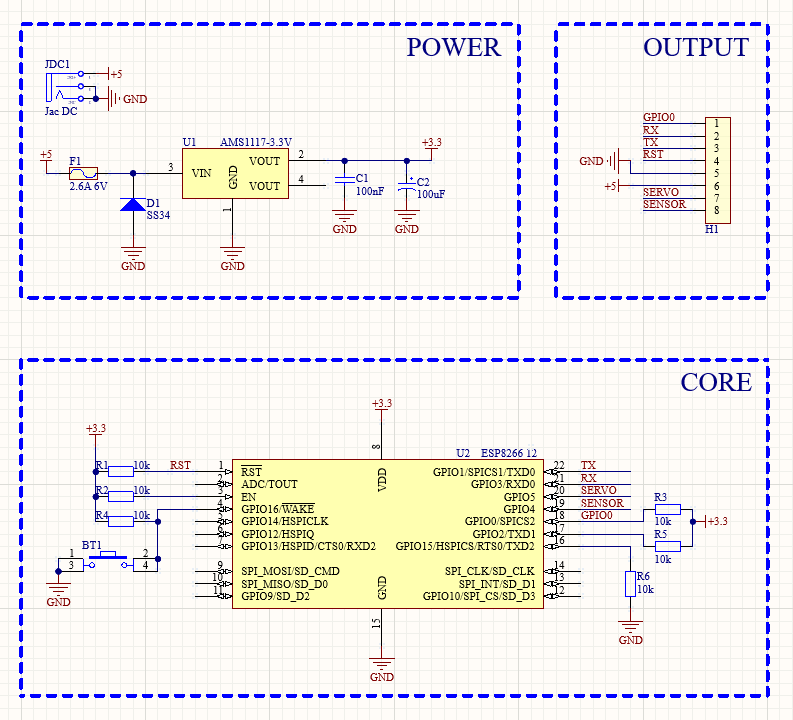 POWER
JDC1
+5
GND
Jac DC
U1 AMS1117-3.3V
+5
F1
2.6A 6V
3
VIN
GND
VOUT
VOUT
2
4
1
+3.3
D1
SS34
C1
100nF
C2
100uF
GND
GND
GND
GND
OUTPUT
GPIO0
RX
TX
RST
GND
+5
SERVO
SENSOR
1
2
3
4
5
6
7
8
H1
CORE
+3.3
8
U2 ESP8266 12
VDD
+3.3
R1 10k
RST
R2 10k
R4 10k
BT1
1
3
2
4
GND
1 RST
2 ADC/TOUT
3 EN
4 GPIO16/WAKE
5 GPIO14/HSPICLK
6 GPIO12/HSPIQ
7 GPIO13/HSPID/CTS0/RXD2
9 SPI_MOSI/SD_CMD
10 SPI_MISO/SD_D0
11 GPIO9/SD_D2
GPIO1/SPICS1/TXD0 22 TX
GPIO3/RXD0 21 RX
GPIO5 20 SERVO
GPIO4 19 SENSOR
GPIO0/SPICS2 18 GPIO0
GPIO2/TXD1 17
GPIO15/HSPICS/RTS0/TXD2 16
SPI_CLK/SD_CLK 14
SPI_INT/SD_D1 13
GPIO10/SPI_CS/SD_D3 12
GND
15
GND
R3
10k
+3.3
R5
10k
R6
10k
GND